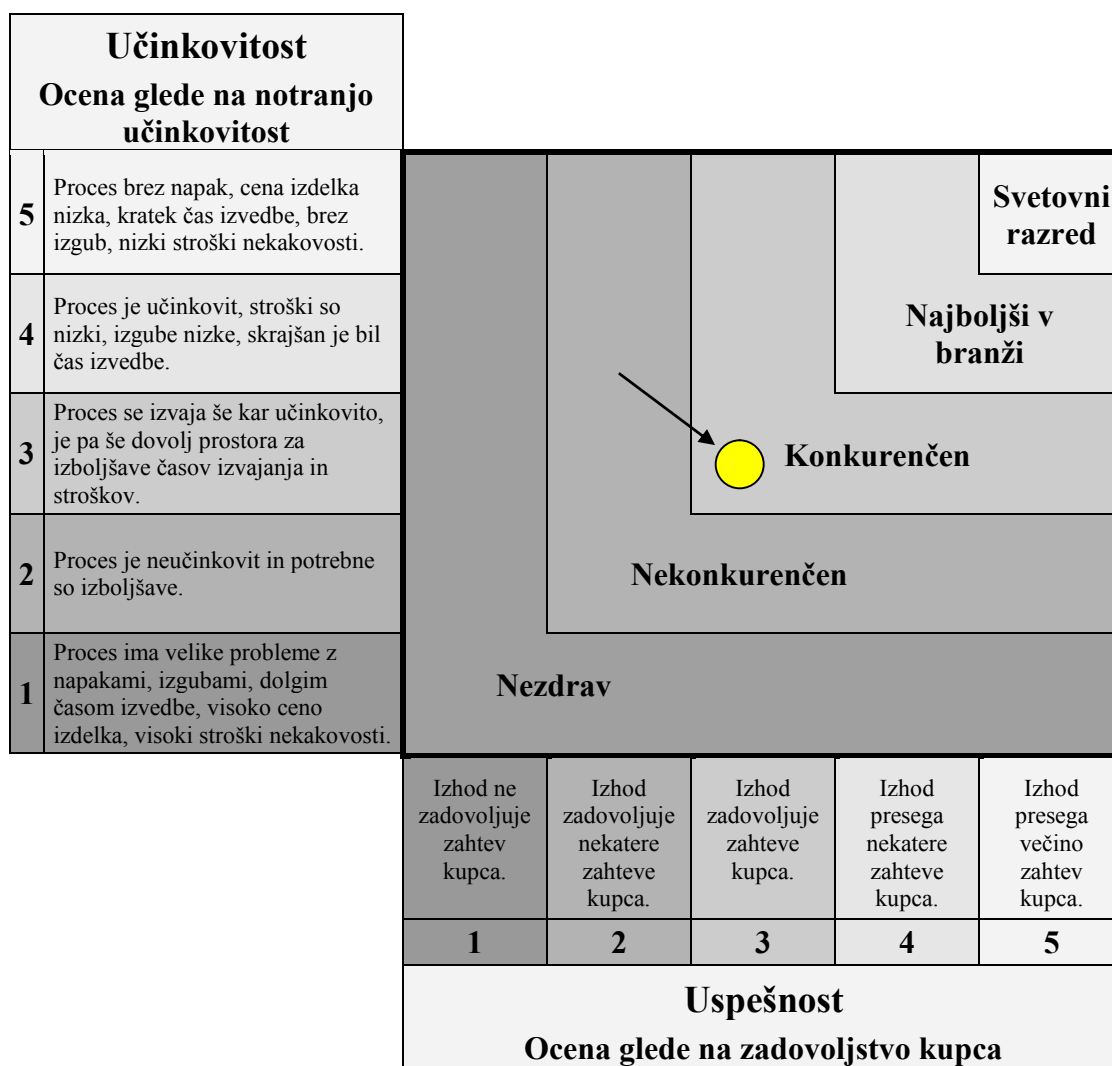 Učinkovitost
Ocena glede na notranjo
učinkovitost
5
Proces brez napak, cena izdelka
nizka, kratek čas izvedbe, brez
izgub, nizki stroški nekakovosti.
4
Proces je učinkovit, stroški so
nizki, izgube nizke, skrajšan je bil
čas izvedbe.
3
Proces se izvaja še kar učinkovito,
je pa še dovolj prostora za
izboljšave časov izvajanja in
stroškov.
2
Proces je neučinkovit in potrebne
so izboljšave.
1
Proces ima velike probleme z
napakami, izgubami, dolgim
časom izvedbe, visoko ceno
izdelka, visoki stroški nekakovosti.
Svetovni
razred
Najboljši v
branži
Konkurenčen
Nekonkurenčen
Nezdrav
Izhod ne
zadovoljuje
zahtev
kupca.
Izhod
zadovoljuje
nekatere
zahteve
kupca.
Izhod
zadovoljuje
zahteve
kupca.
Izhod
presega
nekatere
zahteve
kupca.
Izhod
presega
večino
zahtev
kupca.
1
2
3
4
5
Uspešnost
Ocena glede na zadovoljstvo kupca